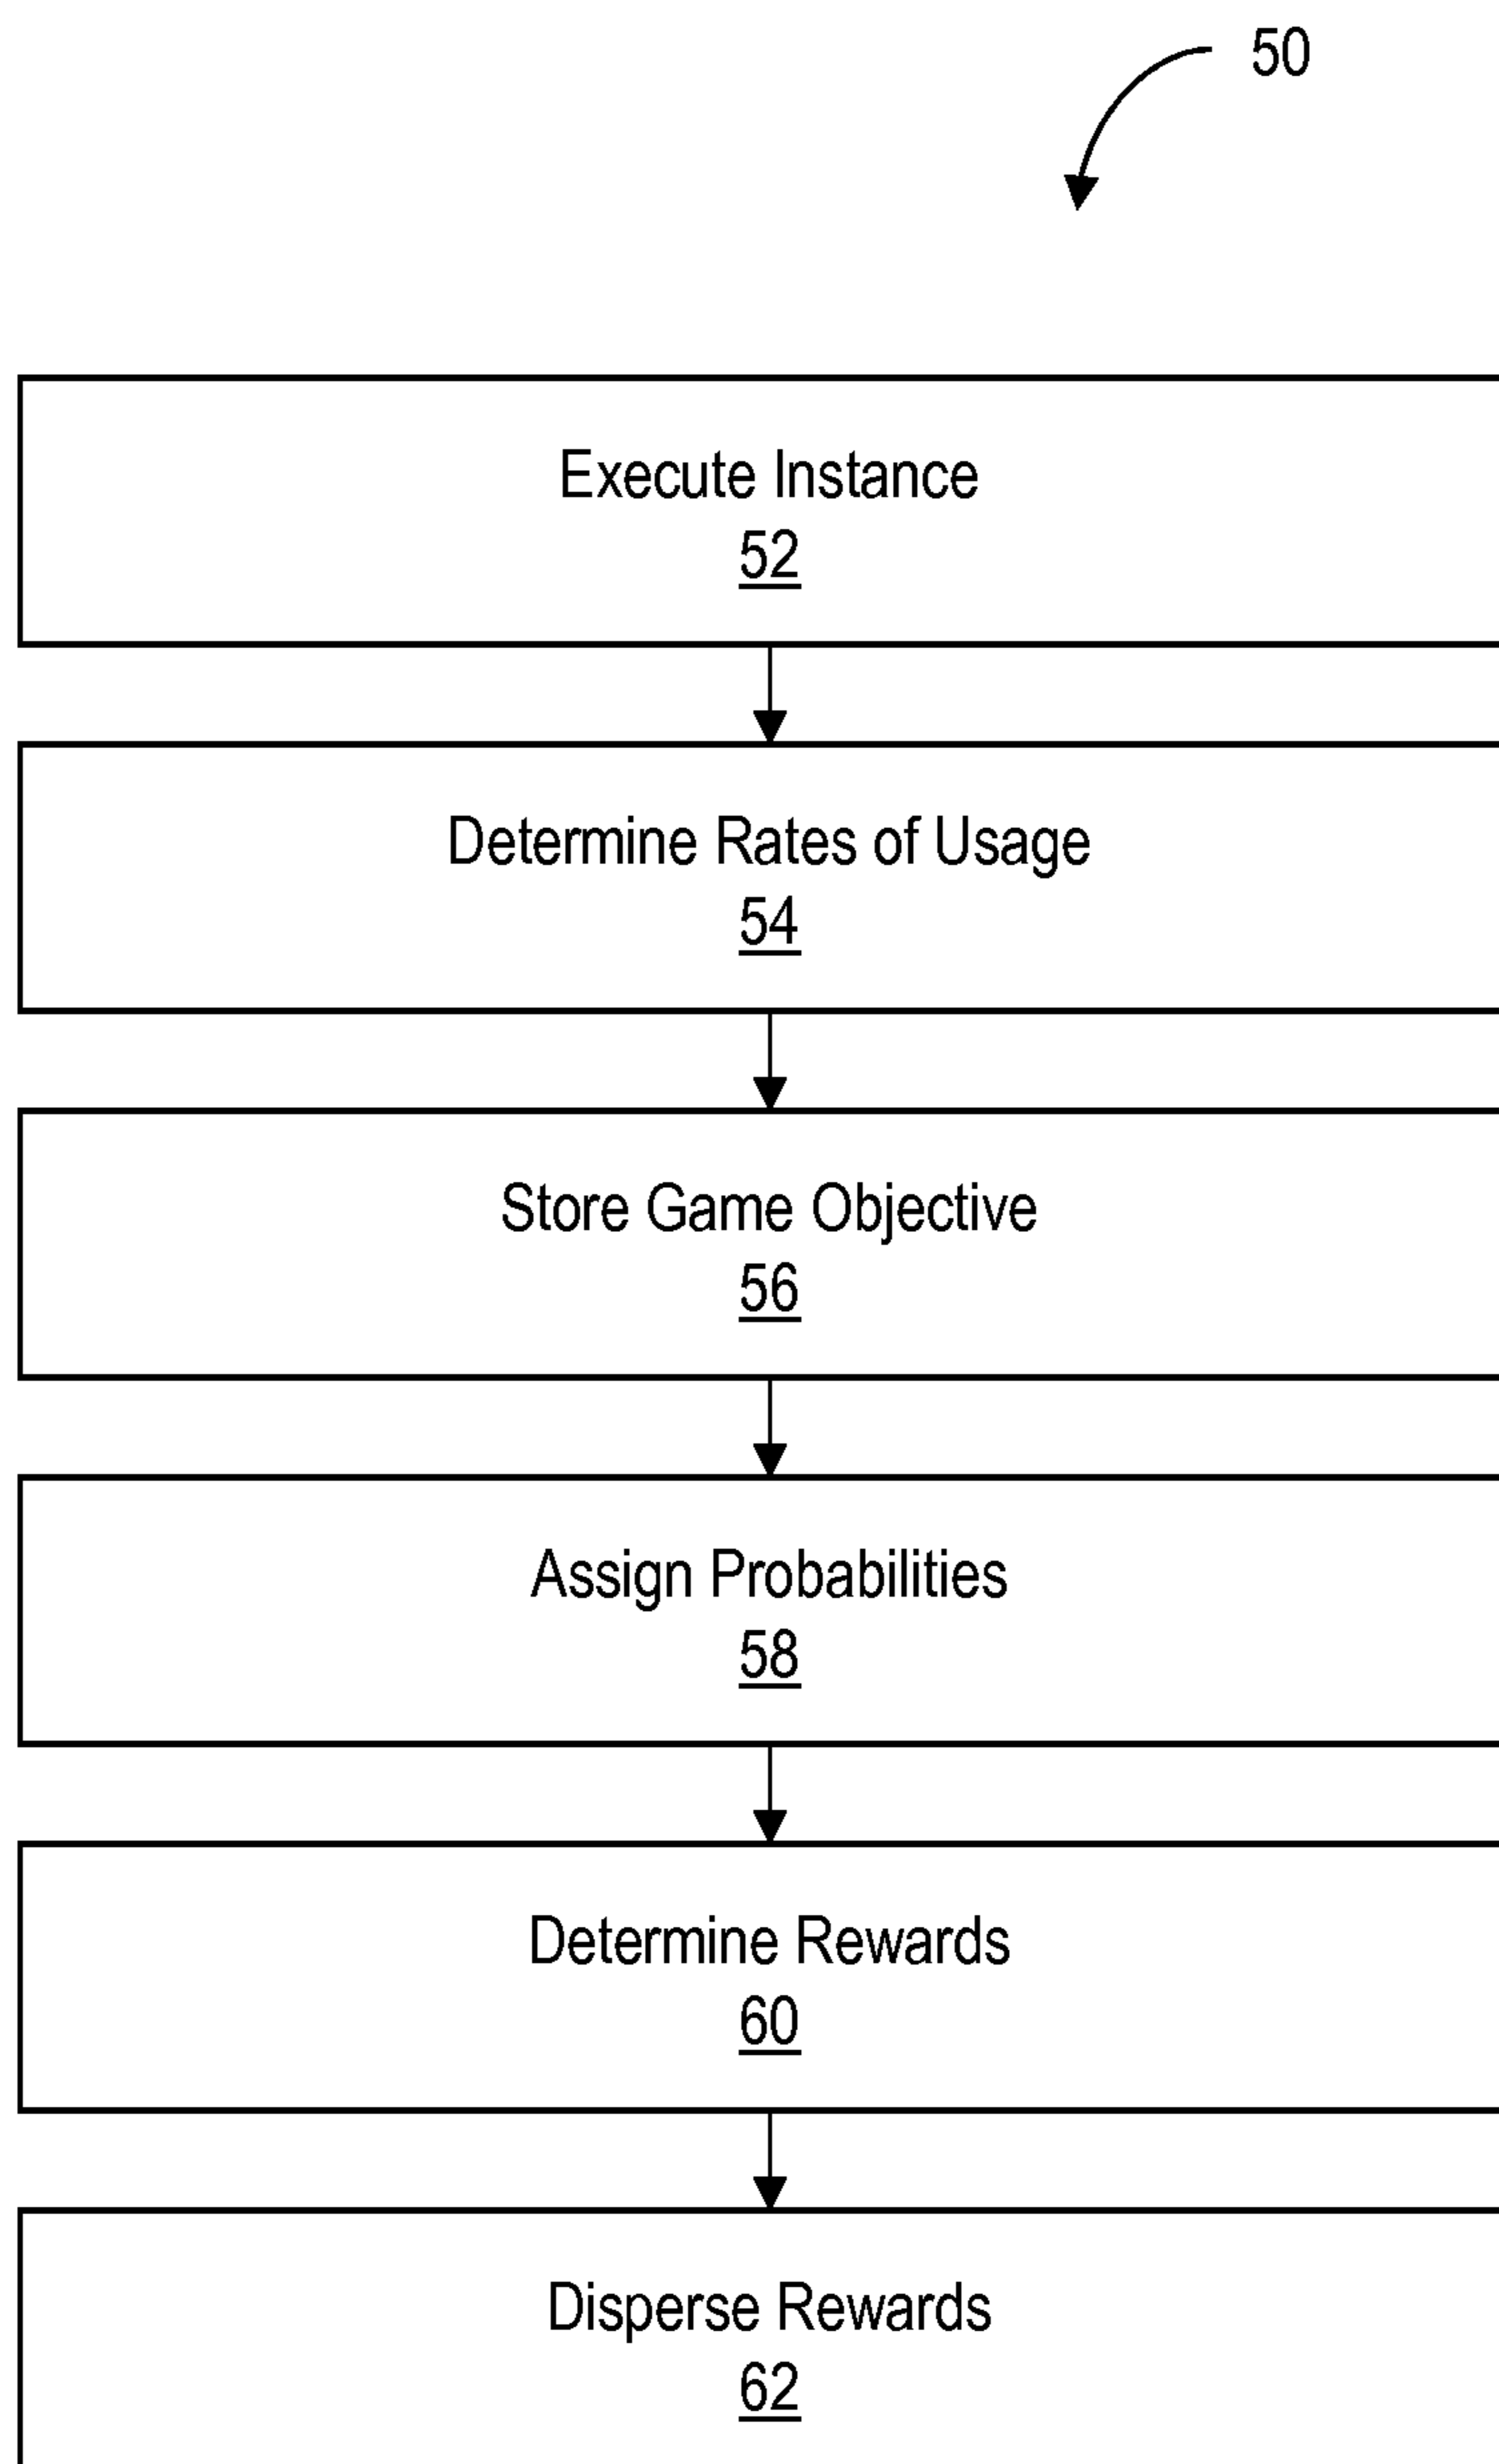 50
Execute Instance
52
Determine Rates of Usage
54
Store Game Objective
56
Assign Probabilities
58
Determine Rewards
60
Disperse Rewards
62